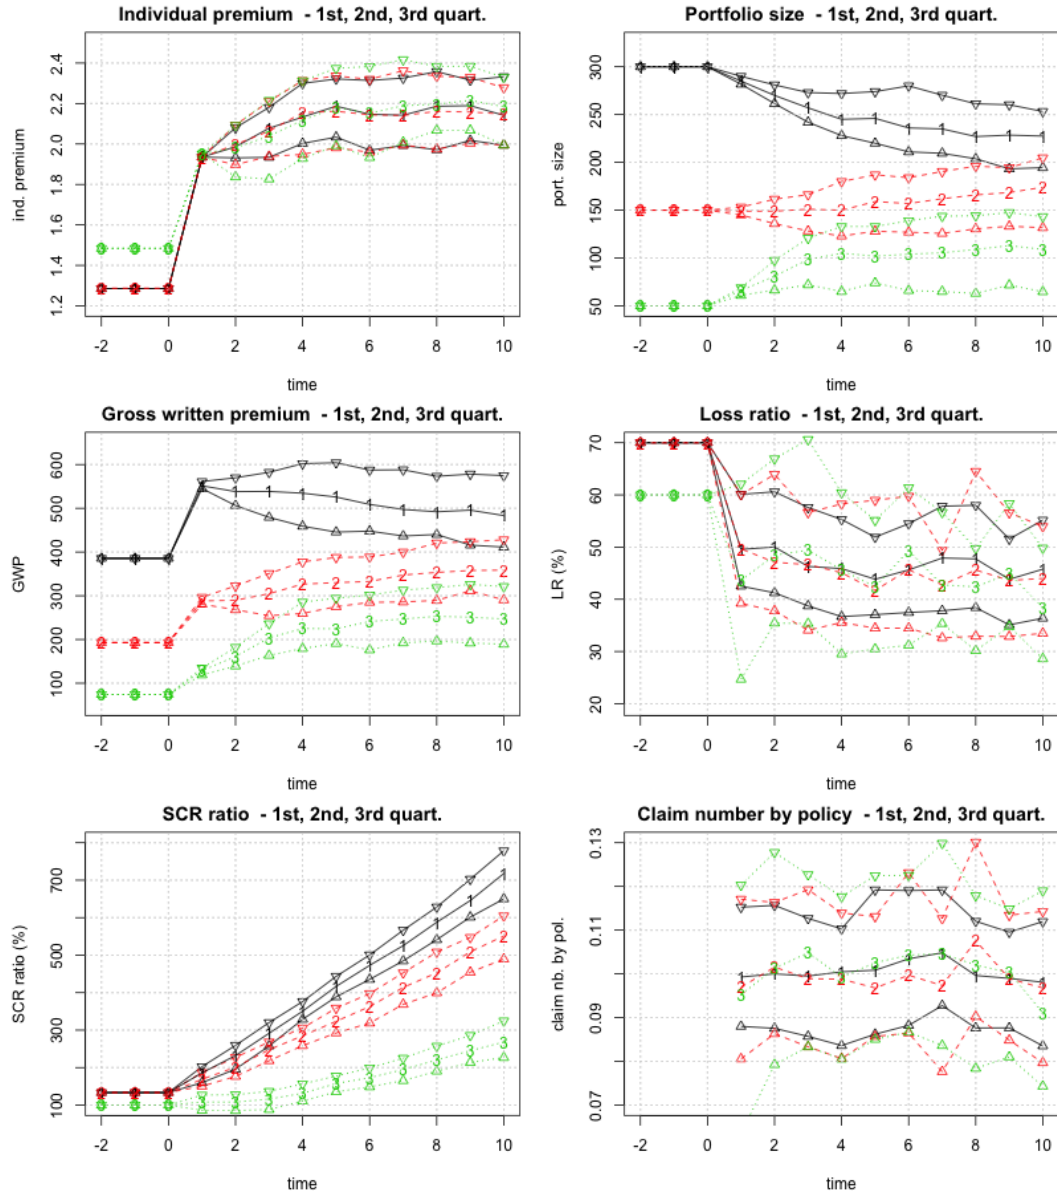 Individual premium - 1st, 2nd, 3rd quart.
ind. premium
2.4
2.2
2.0
1.8
1.6
1.4
1.2
-2 0 2 4 6 8 10
time
Portfolio size - 1st, 2nd, 3rd quart.
port. size
300
250
200
150
100
50
-2 0 2 4 6 8 10
time
Gross written premium - 1st, 2nd, 3rd quart.
GWP
600
500
400
300
200
100
-2 0 2 4 6 8 10
time
Loss ratio - 1st, 2nd, 3rd quart.
LR (%)
70
60
50
40
30
20
-2 0 2 4 6 8 10
time
SCR ratio - 1st, 2nd, 3rd quart.
SCR ratio (%)
700
500
300
100
-2 0 2 4 6 8 10
time
Claim number by policy - 1st, 2nd, 3rd quart.
claim nb. by pol.
0.13
0.11
0.09
0.07
-2 0 2 4 6 8 10
time